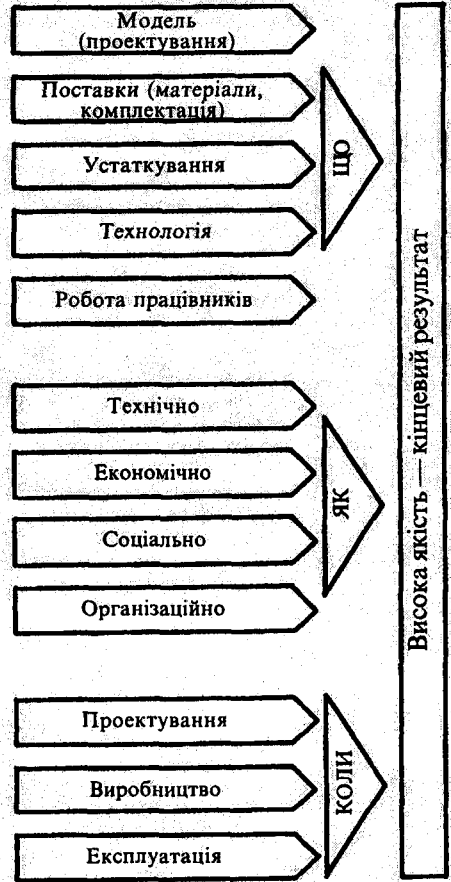 Модель
(проектування)
Поставки (матеріали,
комплектація)
Устаткування
Технологія
Робота працівників
ЩО
Технічно
Економічно
Соціально
Організаційно
ЯК
Проектування
Виробництво
Експлуатація
КОЛИ
Висока якість — кінцевий результат